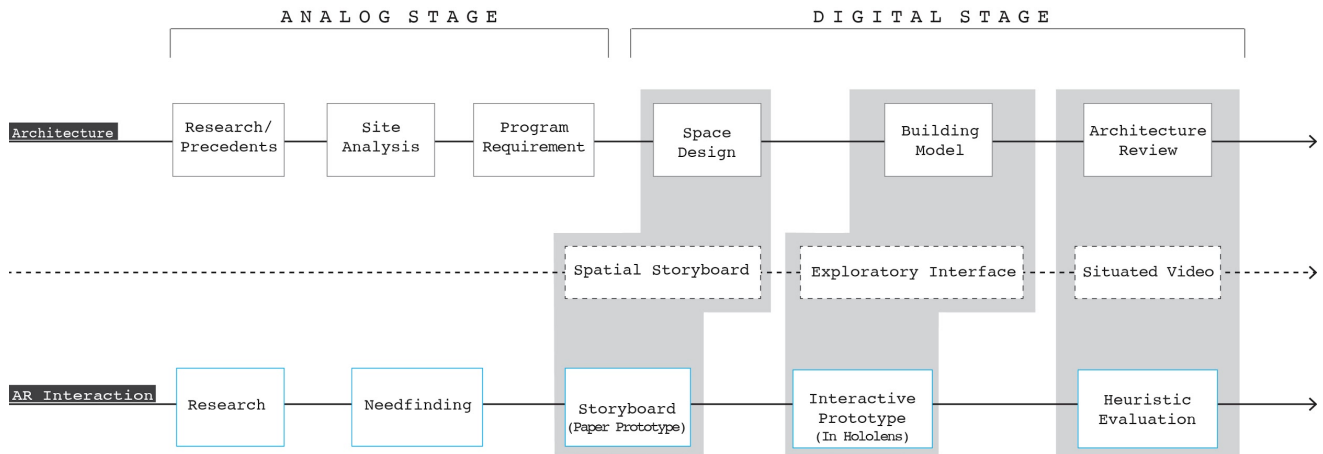 ANALOG STAGE
DIGITAL STAGE
Architecture
Research/
Precedents
Site
Analysis
Program
Requirement
Space
Design
Building
Model
Architecture
Review
Spatial Storyboard
Exploratory Interface
Situated Video
AR Interaction
Research
Needfinding
Storyboard
(Paper Prototype)
Interactive
Prototype
(In Hololens)
Heuristic
Evaluation